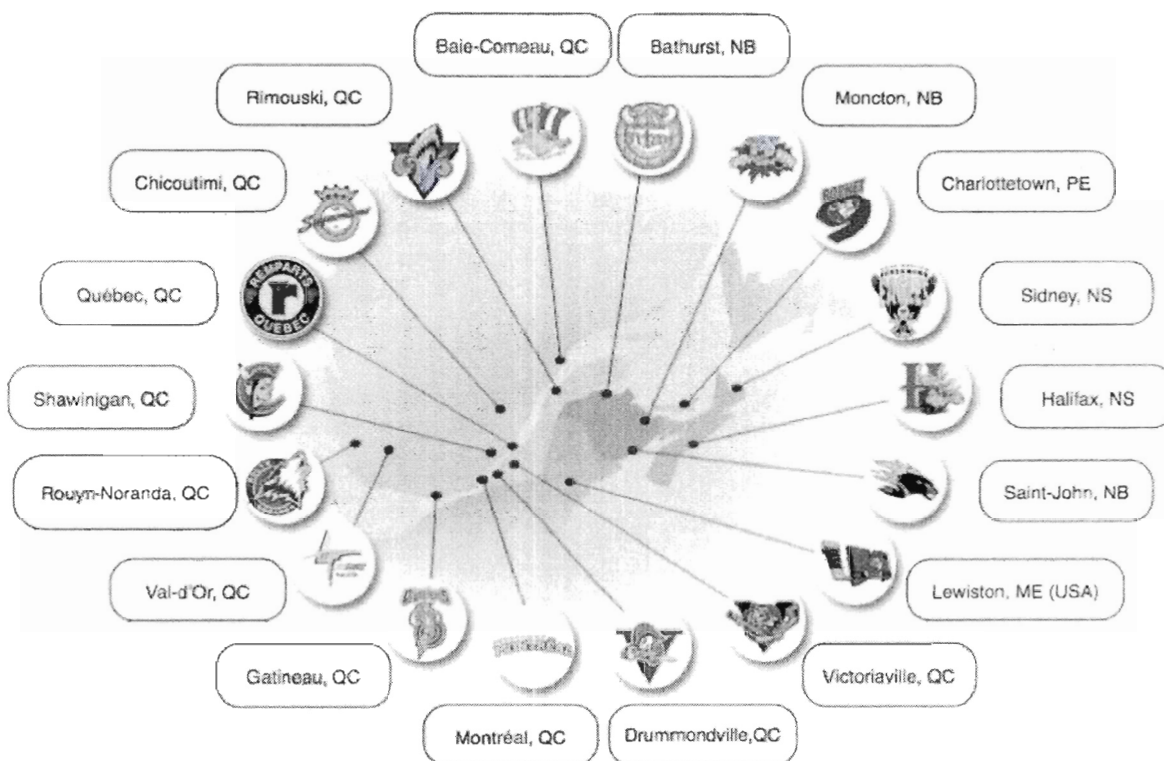 Baie-Comeau, QC
Bathurst, NB
Rimouski, QC
Moncton, NB
Chicoutimi, QC
Charlottetown, PE
Québec, QC
REMPARTS
QUÉBEC
Sidney, NS
Shawinigan, QC
Halifax, NS
Rouyn-Noranda, QC
Saint-John, NB
Val-d'Or, QC
Lewiston, ME (USA)
Gatineau, QC
Victoriaville, QC
Montréal, QC
Drummondville,QC